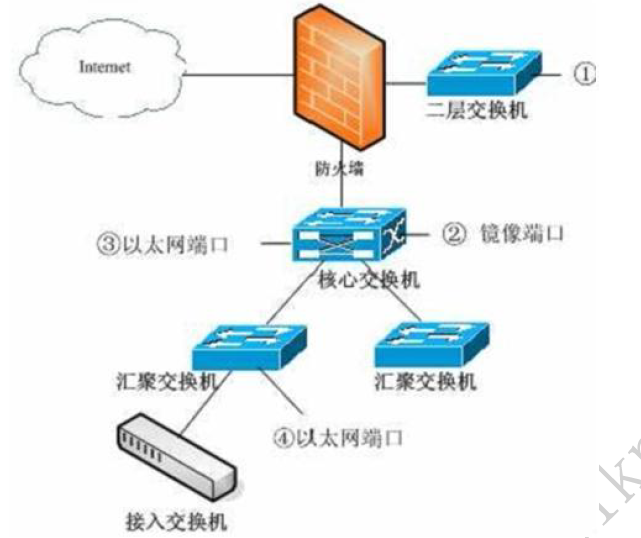 Internet
①
二层交换机
防火墙
③以太网端口
② 镜像端口
核心交换机
汇聚交换机
汇聚交换机
④以太网端口
接入交换机